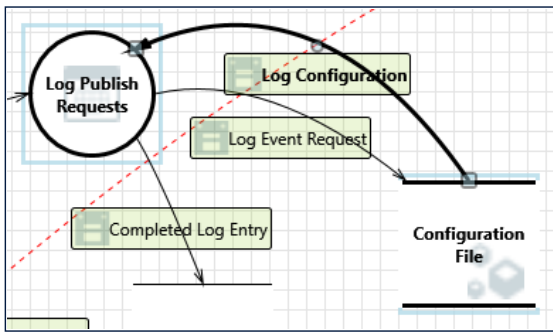 Log Publish
Requests
Log Configuration
Log Event Request
Completed Log Entry
Configuration
File